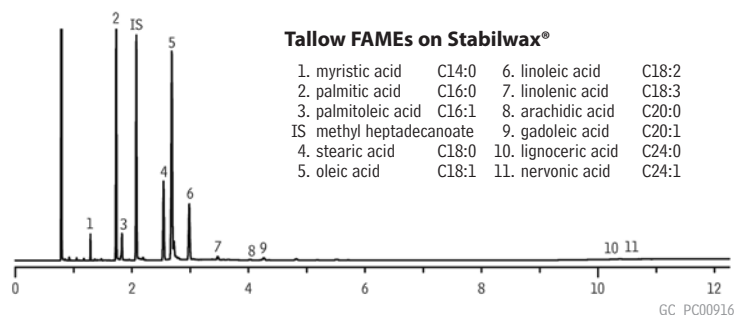 Tallow FAMEs on Stabilwax®
1. myristic acid C14:0 6. linoleic acid C18:2
2. palmitic acid C16:0 7. linolenic acid C18:3
3. palmitoleic acid C16:1 8. arachidic acid C20:0
IS methyl heptadecanoate 9. gadoleic acid C20:1
4. stearic acid C18:0 10. lignoceric acid C24:0
5. oleic acid C18:1 11. nervonic acid C24:1
2 IS
5
4
6
1 3
7 8 9 10 11
0 2 4 6 8 10 12
GC_PC00916